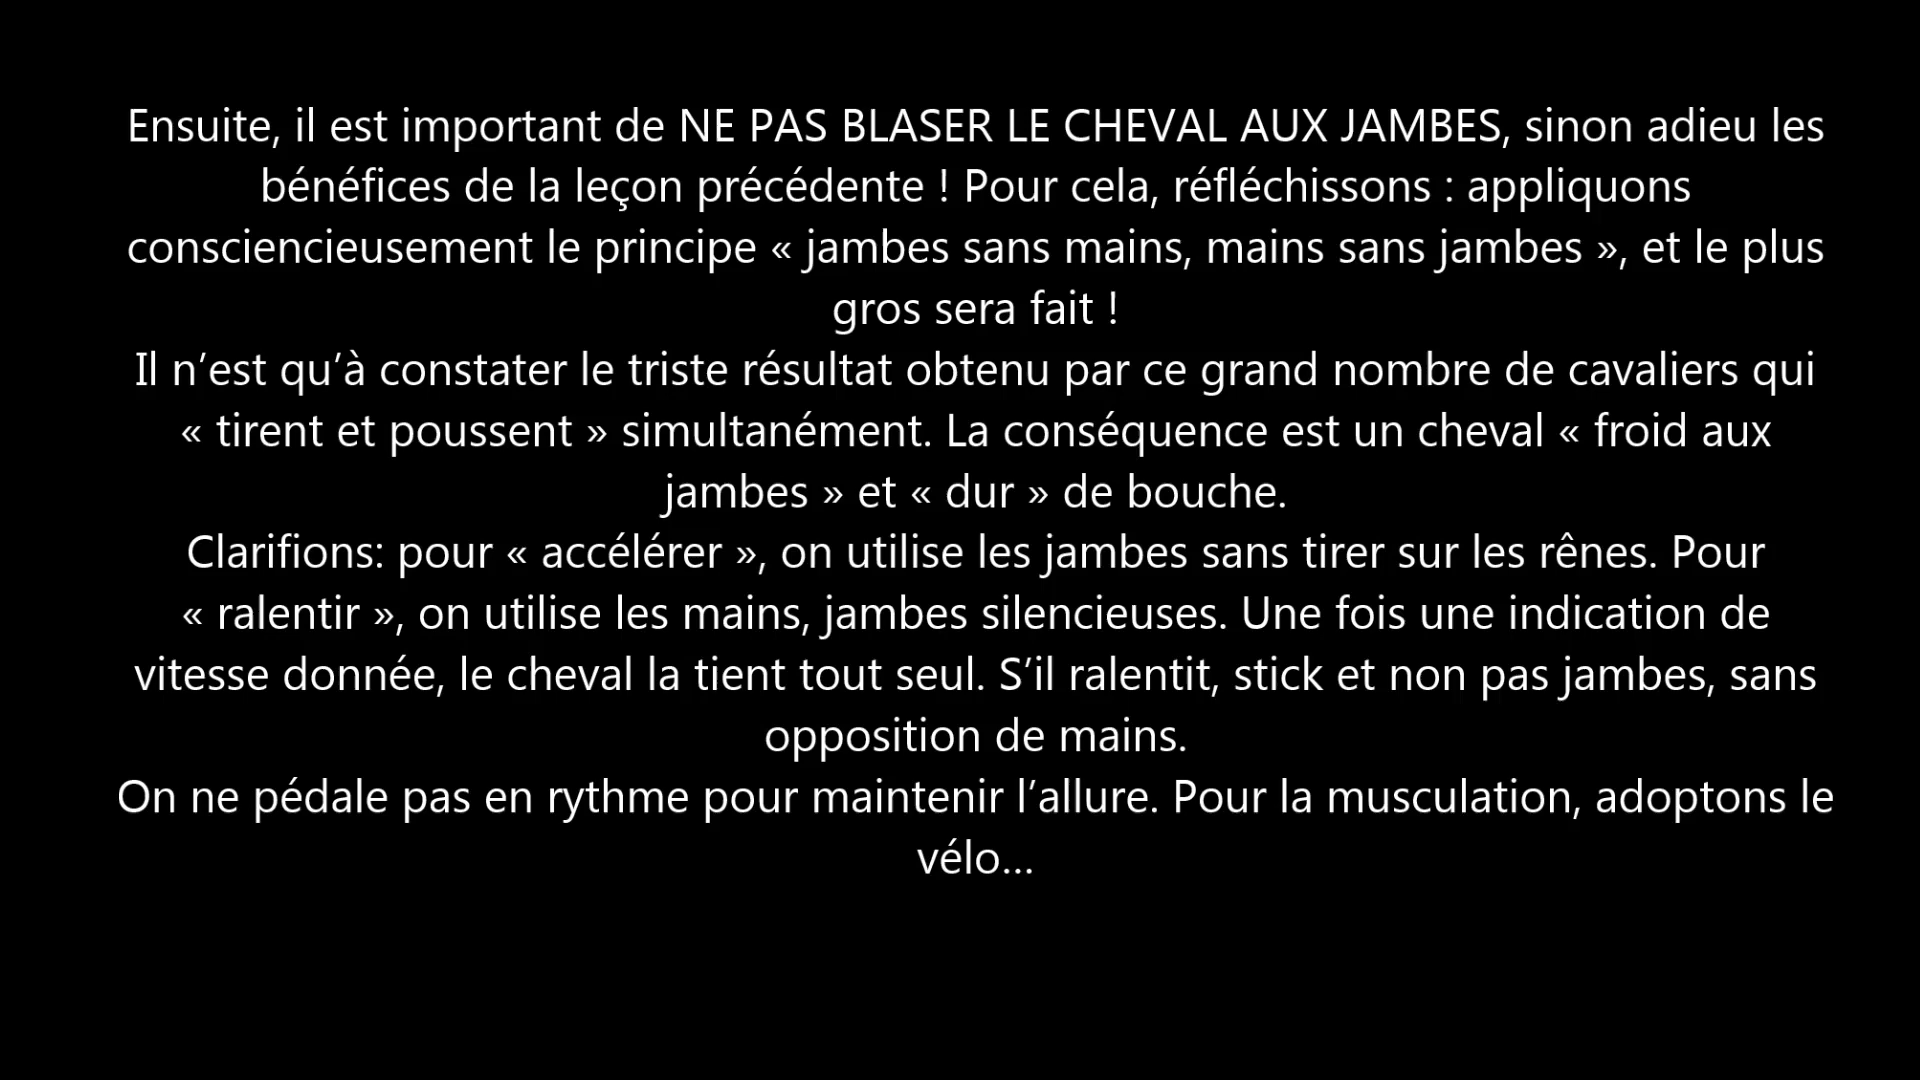 Ensuite, il est important de NE PAS BLASER LE CHEVAL AUX JAMBES, sinon adieu les
bénéfices de la leçon précédente ! Pour cela, réfléchissons : appliquons
consciencieusement le principe « jambes sans mains, mains sans jambes », et le plus
gros sera fait !
Il n’est qu’à constater le triste résultat obtenu par ce grand nombre de cavaliers qui
« tirent et poussent » simultanément. La conséquence est un cheval « froid aux
jambes » et « dur » de bouche.
Clarifions: pour « accélérer », on utilise les jambes sans tirer sur les rênes. Pour
« ralentir », on utilise les mains, jambes silencieuses. Une fois une indication de
vitesse donnée, le cheval la tient tout seul. S’il ralentit, stick et non pas jambes, sans
opposition de mains.
On ne pédale pas en rythme pour maintenir l’allure. Pour la musculation, adoptons le
vélo…